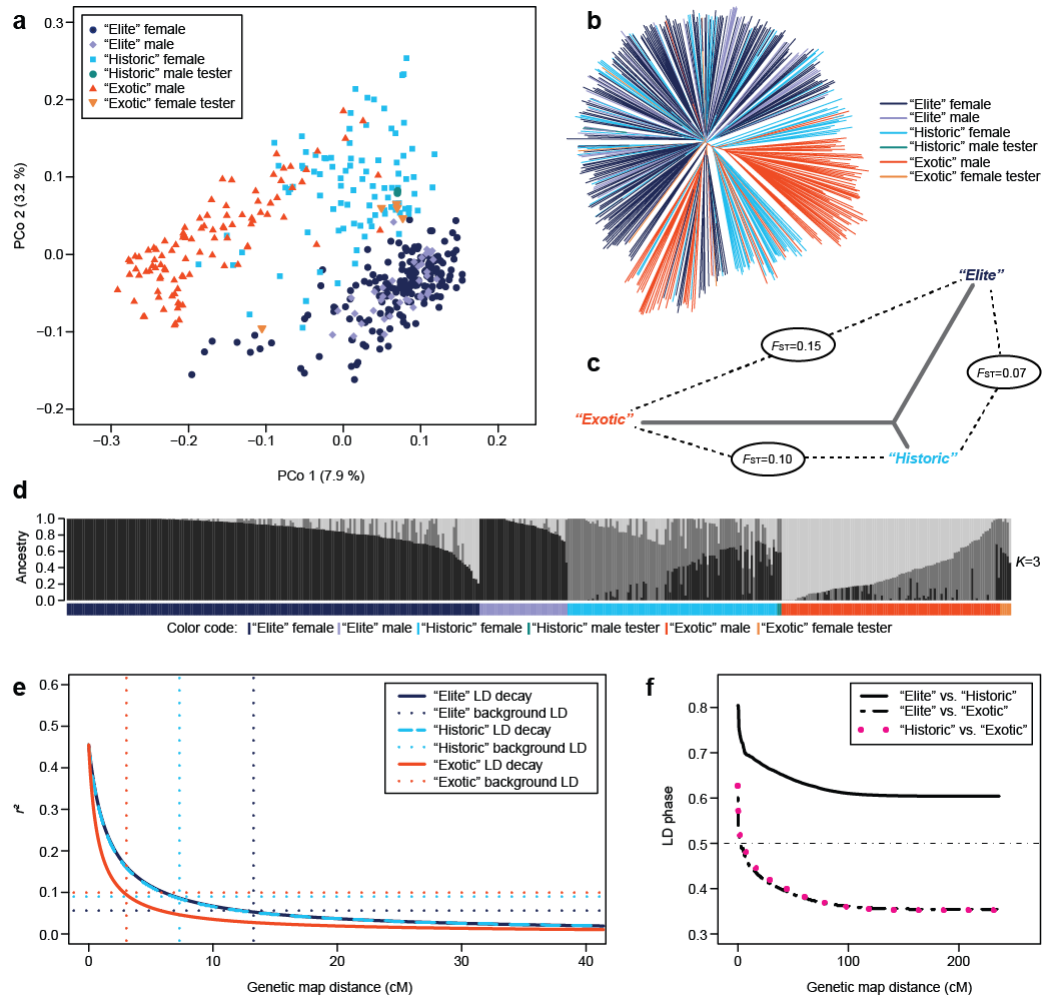 a
0.3
0.2
0.1
0.0
−0.1
−0.2
PCo 2 (3.2 %)
“Elite” female
“Elite” male
“Historic” female
“Historic” male tester
“Exotic” male
“Exotic” female tester
−0.3
−0.2
−0.1
0.0
0.1
0.2
PCo 1 (7.9 %)
b
“Elite” female
“Elite” male
“Historic” female
“Historic” male tester
“Exotic” male
“Exotic” female tester
c
“Elite”
FST=0.15
FST=0.07
“Exotic”
FST=0.10
“Historic”
d
1.0
0.8
0.6
0.4
0.2
0.0
Ancestry
K=3
Color code: “Elite” female “Elite” male “Historic” female “Historic” male tester “Exotic” male “Exotic” female tester
e
0.6
0.5
0.4
0.3
0.2
0.1
0.0
r²
“Elite” LD decay
“Elite” background LD
“Historic” LD decay
“Historic” background LD
“Exotic” LD decay
“Exotic” background LD
0
10
20
30
40
Genetic map distance (cM)
f
0.8
0.7
0.6
0.5
0.4
0.3
LD phase
“Elite” vs. “Historic”
“Elite” vs. “Exotic”
“Historic” vs. “Exotic”
0
100
200
Genetic map distance (cM)